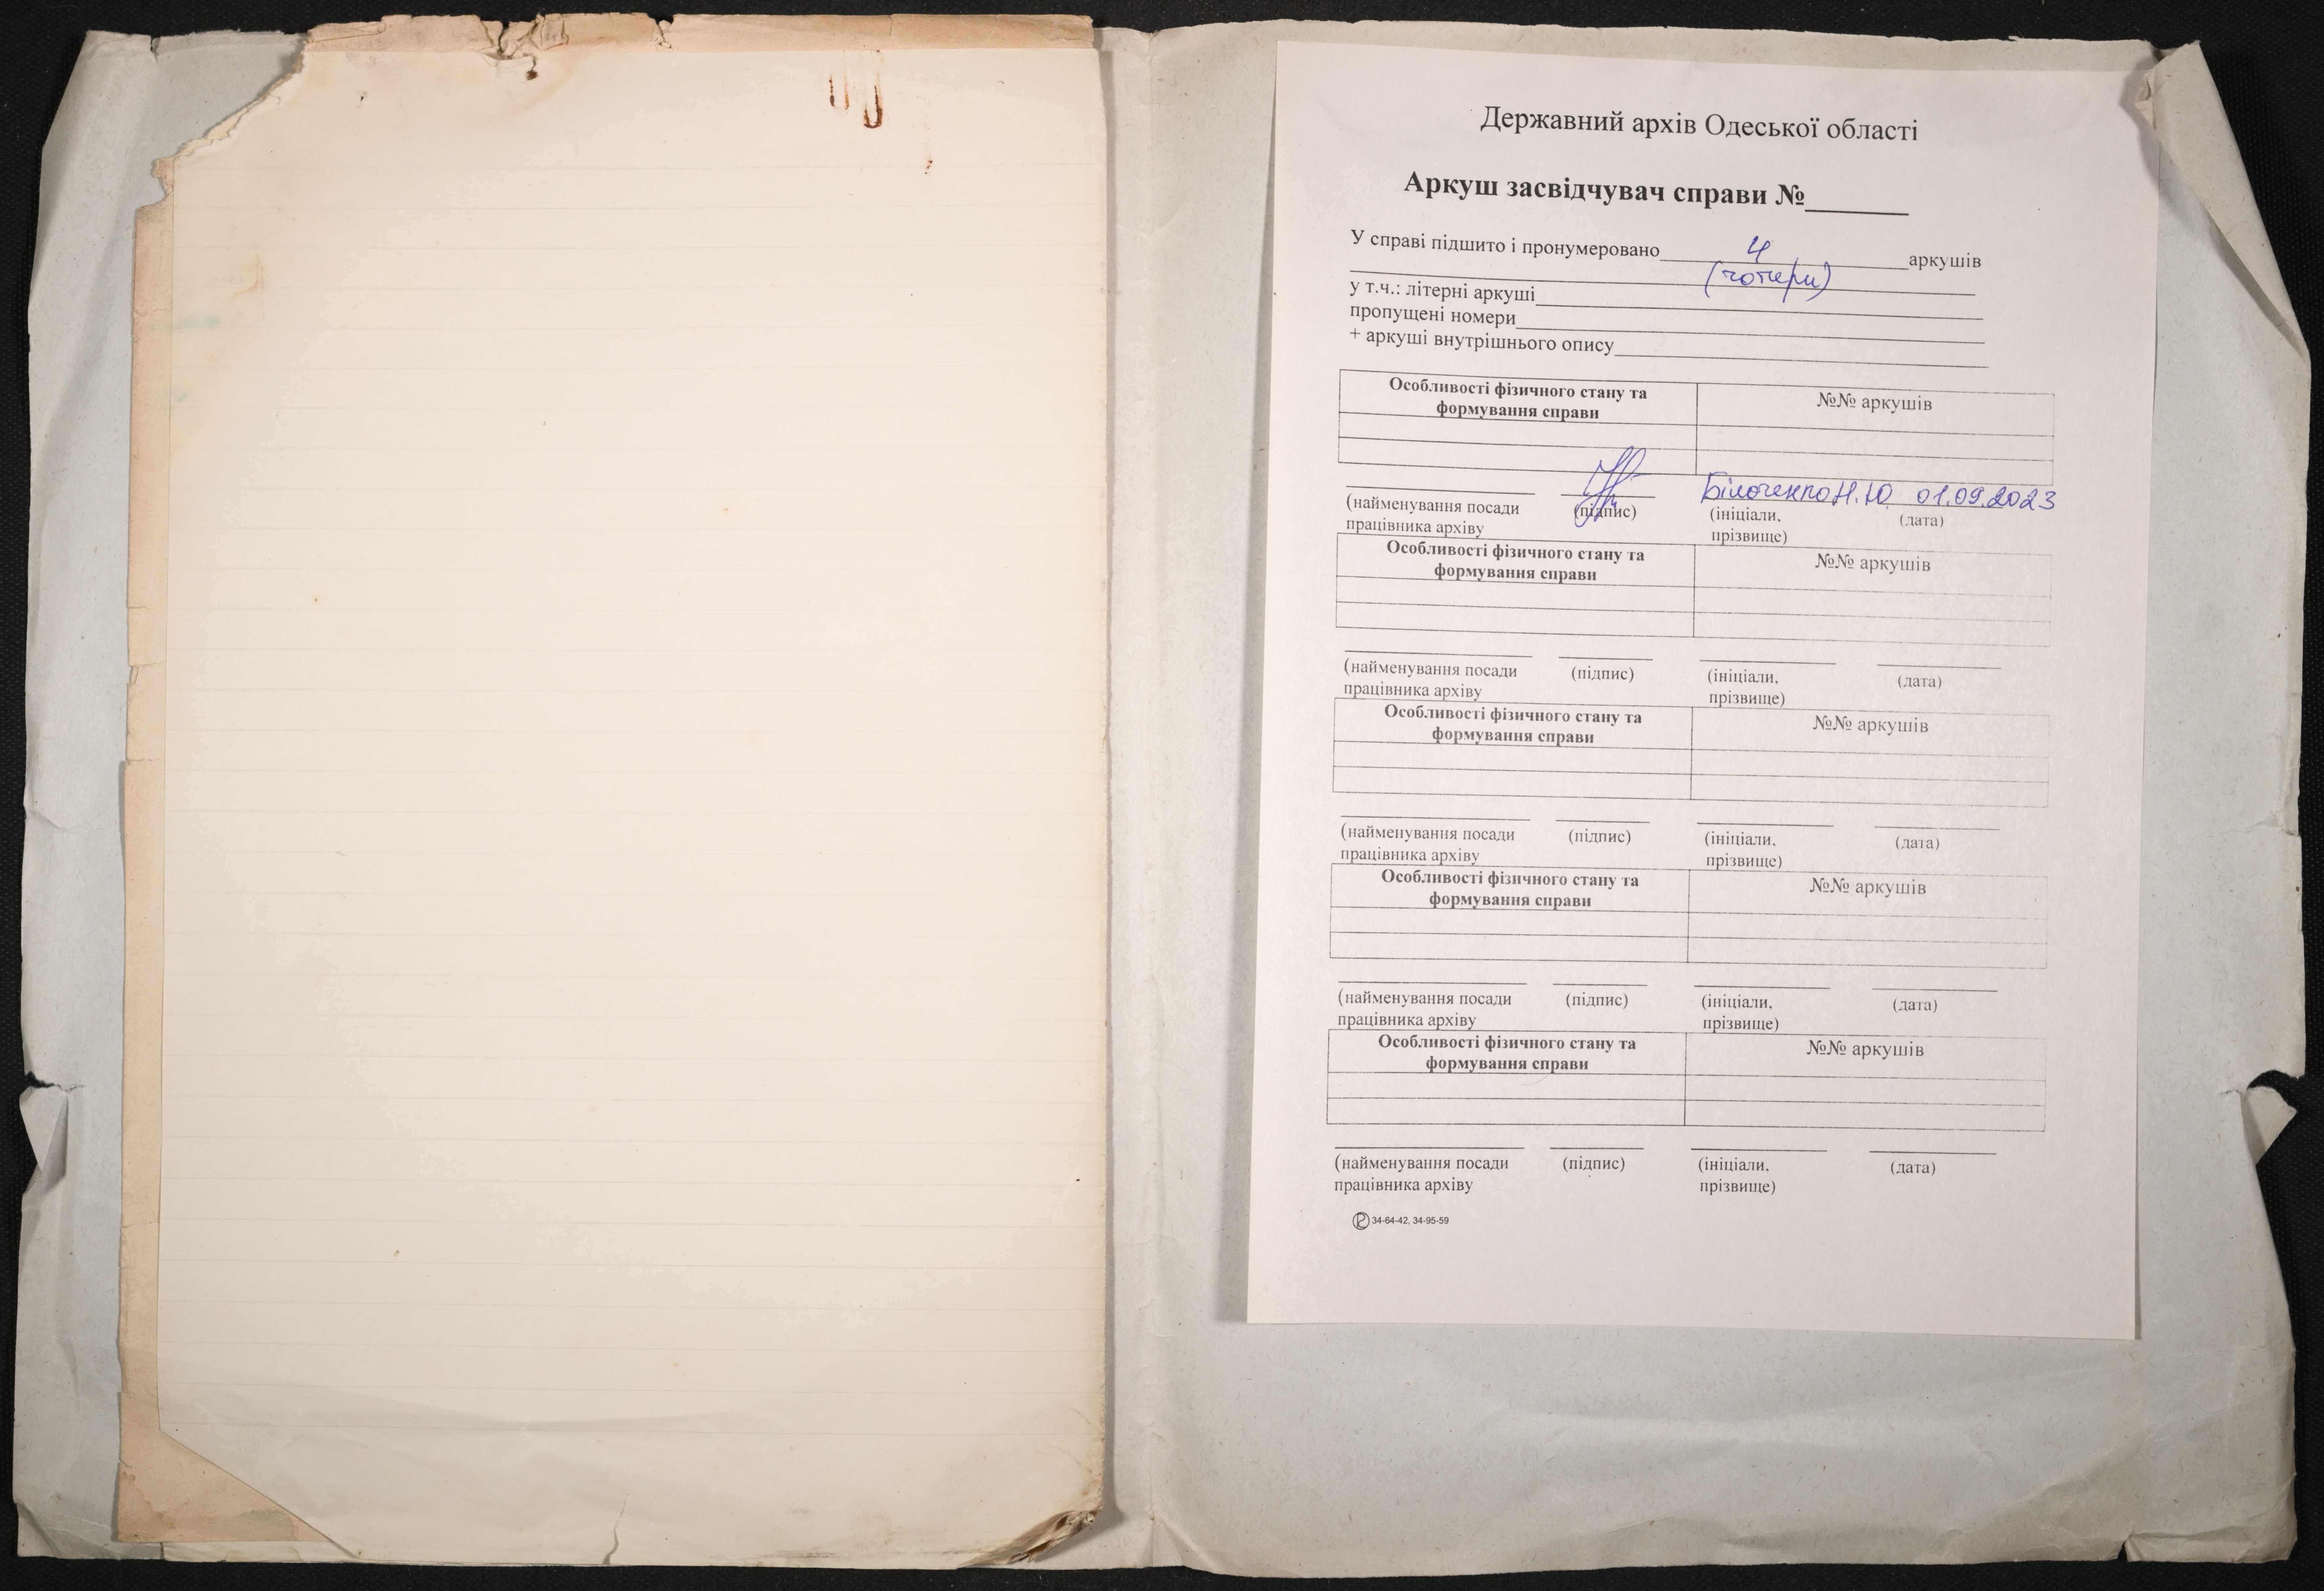 Державний архів Одеської області
Аркуш засвідчувач справи №______
У справі підшито і пронумеровано 4 аркушів
(чотири)
у т.ч.: літерні аркуші
пропущені номери
+ аркуші внутрішнього опису
Особливості фізичного стану та №№ аркушів
формування справи
Н.Ю. 01.09.2023
(найменування посади (підпис) (ініціали, (дата)
працівника архіву прізвище)
Особливості фізичного стану та №№ аркушів
формування справи
(найменування посади (підпис) (ініціали, (дата)
працівника архіву прізвище)
Особливості фізичного стану та №№ аркушів
формування справи
(найменування посади (підпис) (ініціали, (дата)
працівника архіву прізвище)
Особливості фізичного стану та №№ аркушів
формування справи
(найменування посади (підпис) (ініціали, (дата)
працівника архіву прізвище)
Особливості фізичного стану та №№ аркушів
формування справи
(найменування посади (підпис) (ініціали, (дата)
працівника архіву прізвище)
34-64-42, 34-95-59